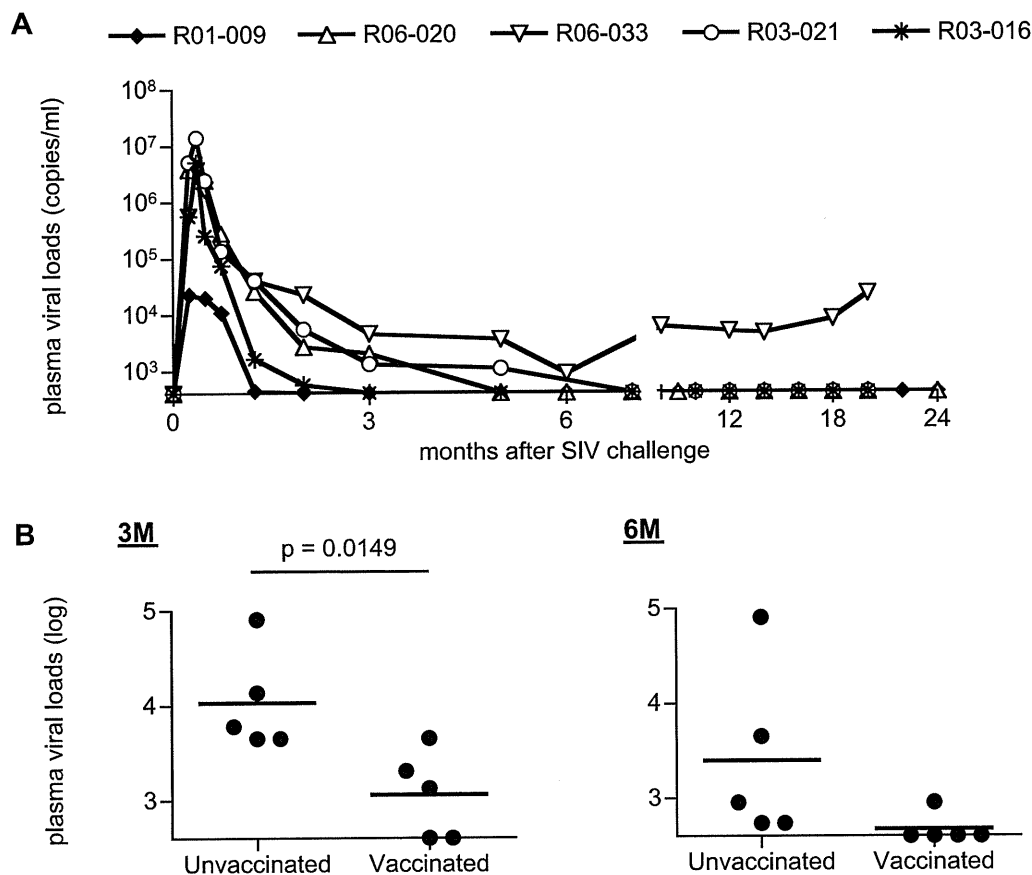 A
R01-009 R06-020 R06-033 R03-021 R03-016
plasma viral loads (copies/ml)
10⁸
10⁷
10⁶
10⁵
10⁴
10³
0 3 6 12 18 24
months after SIV challenge
B
3M
p = 0.0149
plasma viral loads (log)
5
4
3
Unvaccinated Vaccinated
6M
5
4
3
Unvaccinated Vaccinated